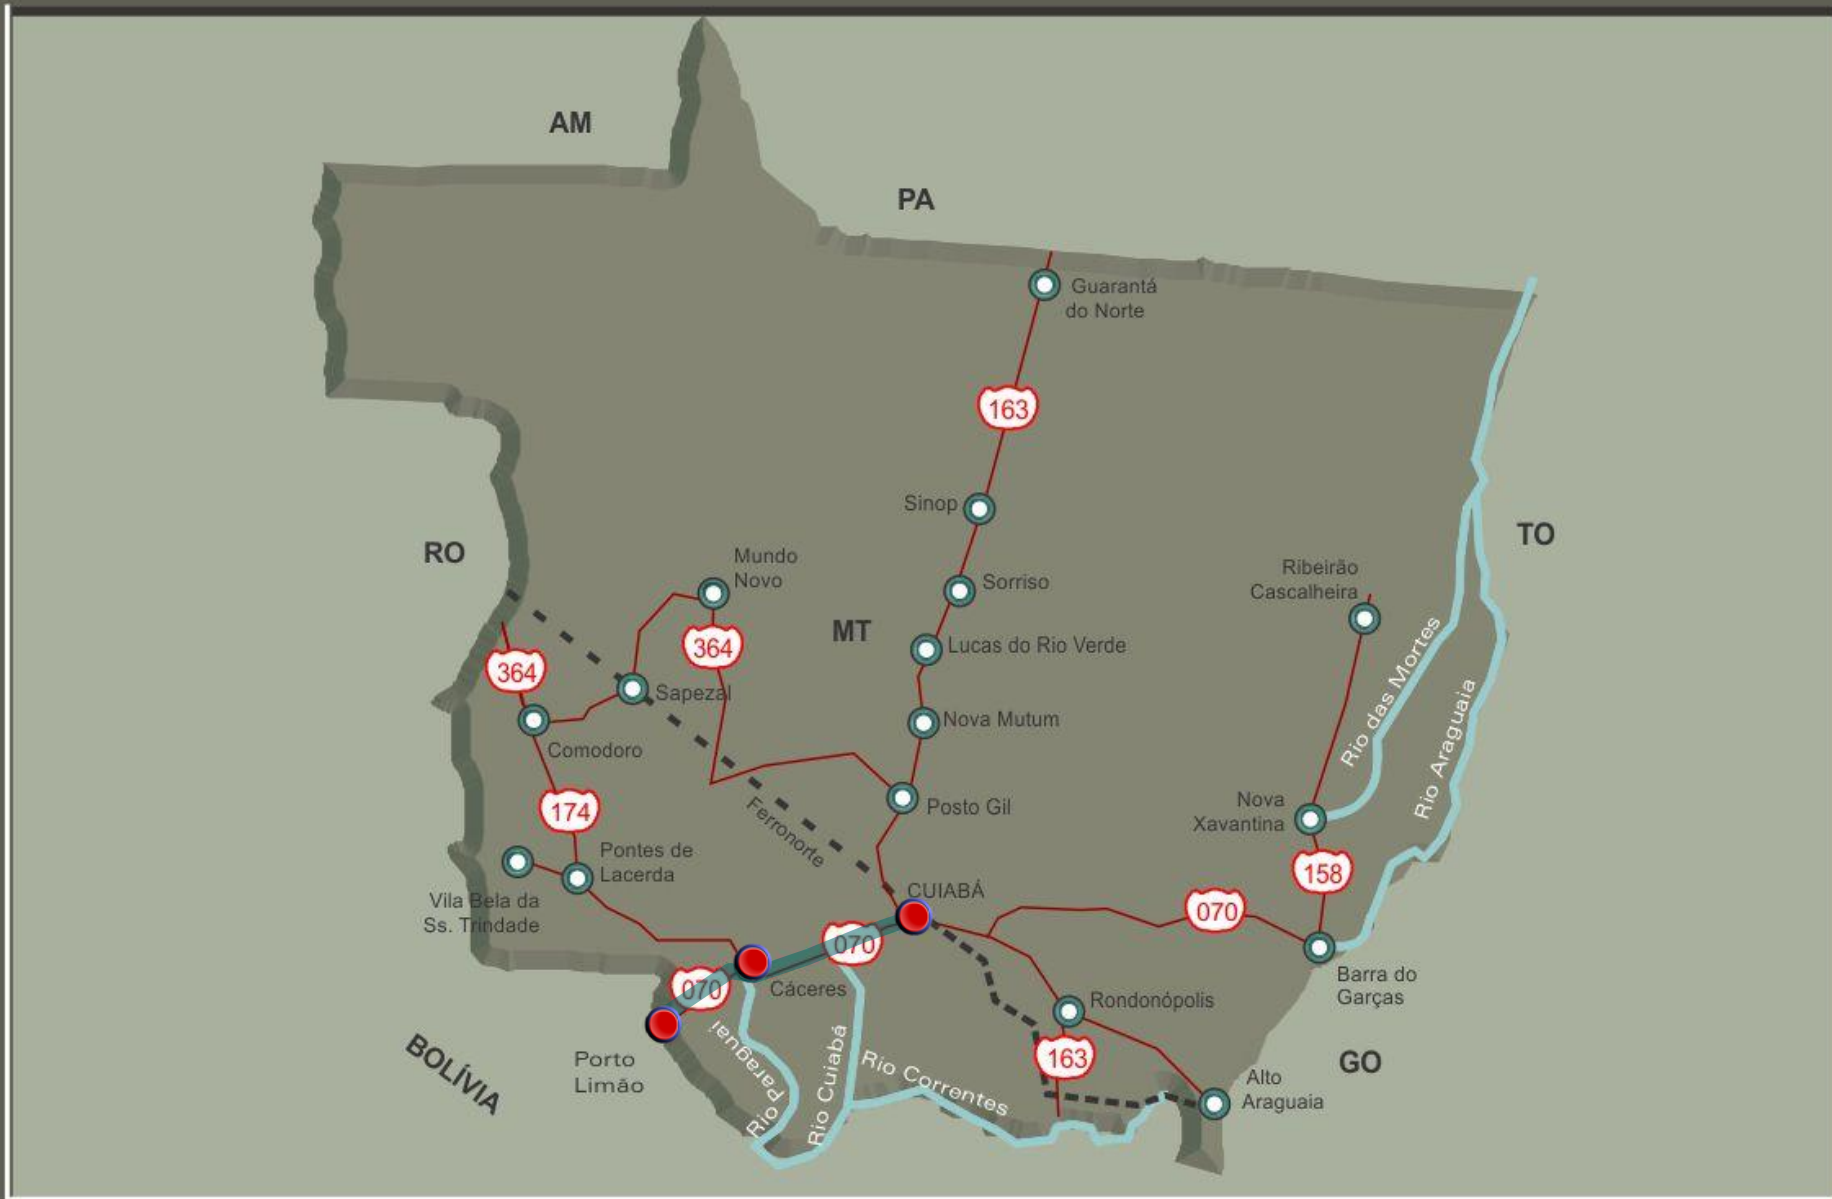 AM
PA
Guarantá
do Norte
163
Sinop
TO
RO
Mundo
Novo
Ribeirão
Cascalheira
Sorriso
MT
364
Lucas do Rio Verde
364
Sapezal
Rio das Mortes
Rio Araguaia
Nova Mutum
Comodoro
174
Ferronorte
Posto Gil
Nova
Xavantina
Pontes de
Lacerda
158
Vila Bela da
Ss. Trindade
CUIABÁ
070
070
Cáceres
070
Barra do
Garças
Rondonópolis
Porto
Limão
BOLÍVIA
Rio Paraguai
Rio Cuiabá
Rio Correntes
163
GO
Alto
Araguaia